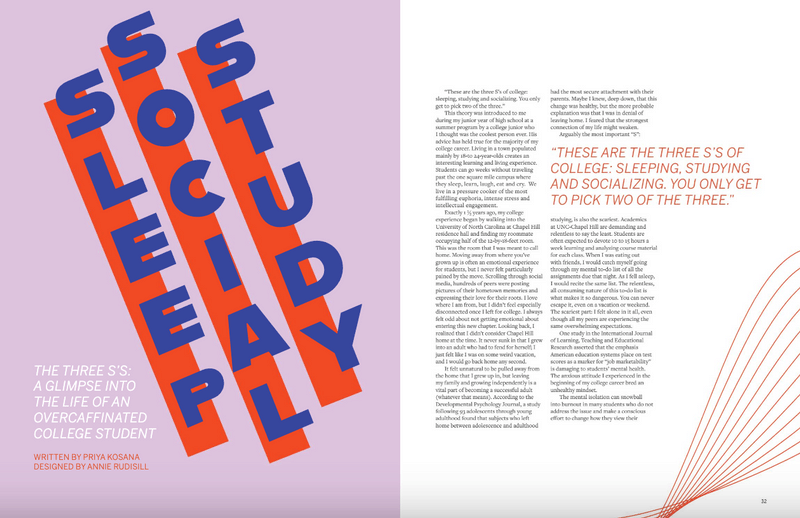 SLEEP
SOCIAL
STUDY
THE THREE S'S:
A GLIMPSE INTO
THE LIFE OF AN
OVERCAFFINATED
COLLEGE STUDENT
WRITTEN BY PRIYA KOSANA
DESIGNED BY ANNIE RUDISILL
"These are the three S's of college:
sleeping, studying and socializing. You only
get to pick two of the three."
This theory was introduced to me
during my junior year of high school at a
summer program by a college junior who
I thought was the coolest person ever. His
advice has held true for the majority of my
college career. Living in a town populated
mainly by 18-to 24-year-olds creates an
interesting learning and living experience.
Students can go weeks without traveling
past the one square mile campus where
they sleep, learn, laugh, eat and cry. We
live in a pressure cooker of the most
fulfilling euphoria, intense stress and
intellectual engagement.
Exactly 1 ½ years ago, my college
experience began by walking into the
University of North Carolina at Chapel Hill
residence hall and finding my roommate
occupying half of the 12-by-18-foot room.
This was the room that I was meant to call
home. Moving away from where you've
grown up is often an emotional experience
for students, but I never felt particularly
pained by the move. Scrolling through social
media, hundreds of peers were posting
pictures of their hometown memories and
expressing their love for their roots. I love
where I am from, but I didn't feel especially
disconnected once I left for college. I always
felt odd about not getting emotional about
entering this new chapter. Looking back, I
realized that I didn't consider Chapel Hill
home at the time. It never sunk in that I grew
into an adult who had to fend for herself; I
just felt like I was on some weird vacation,
and I would go back home any second.
It felt unnatural to be pulled away from
the home that I grew up in, but leaving
my family and growing independently is a
vital part of becoming a successful adult
(whatever that means). According to the
Developmental Psychology Journal, a study
following 93 adolescents through young
adulthood found that subjects who left
home between adolescence and adulthood
had the most secure attachment with their
parents. Maybe I knew, deep down, that this
change was healthy, but the more probable
explanation was that I was in denial of
leaving home. I feared that the strongest
connection of my life might weaken.
Arguably the most important "S":
"THESE ARE THE THREE S'S OF
COLLEGE: SLEEPING, STUDYING
AND SOCIALIZING. YOU ONLY GET
TO PICK TWO OF THE THREE."
studying, is also the scariest. Academics
at UNC-Chapel Hill are demanding and
relentless to say the least. Students are
often expected to devote 10 to 15 hours a
week learning and analyzing course material
for each class. When I was eating out
with friends, I would catch myself going
through my mental to-do list of all the
assignments due that night. As I fell asleep,
I would recite the same list. The relentless,
all consuming nature of this to-do list is
what makes it so dangerous. You can never
escape it, even on a vacation or weekend.
The scariest part: I felt alone in it all, even
though all my peers are experiencing the
same overwhelming expectations.
One study in the International Journal
of Learning, Teaching and Educational
Research asserted that the emphasis
American education systems place on test
scores as a marker for "job marketability"
is damaging to students' mental health.
The anxious attitude I experienced in the
beginning of my college career bred an
unhealthy mindset.
The mental isolation can snowball
into burnout in many students who do not
address the issue and make a conscious
effort to change how they view their
32